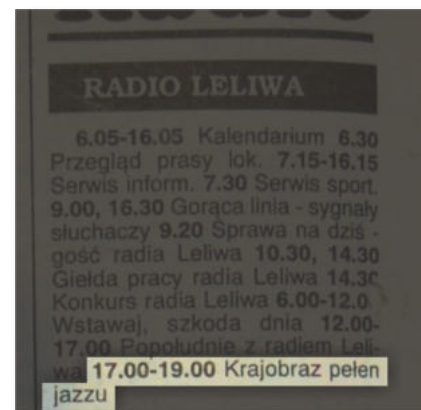 RADIO LELIWA
6.05-16.05 Kalendarium 6.30
Przegląd prasy lok. 7.15-16.15
Serwis inform. 7.30 Serwis sport.
9.00, 16.30 Gorąca linia - sygnały
słuchaczy 9.20 Sprawa na dziś -
gość radia Leliwa 10.30, 14.30
Giełda pracy radia Leliwa 14.30
Konkurs radia Leliwa 6.00-12.0
Wstawaj, szkoda dnia 12.00-
17.00 Popołudnie z radiem Leli-
wa 17.00-19.00 Krajobraz pełen
jazzu